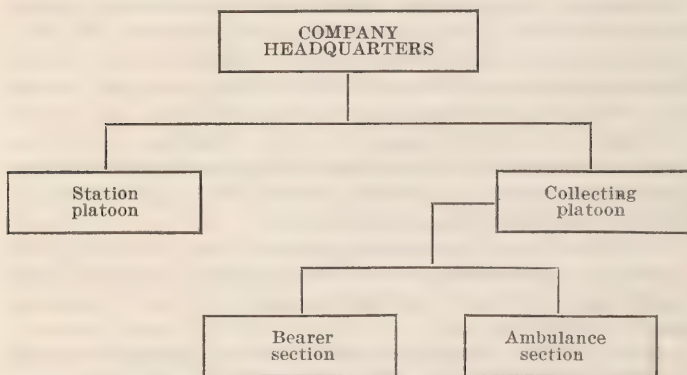 COMPANY
HEADQUARTERS
Station
platoon
Collecting
platoon
Bearer
section
Ambulance
section